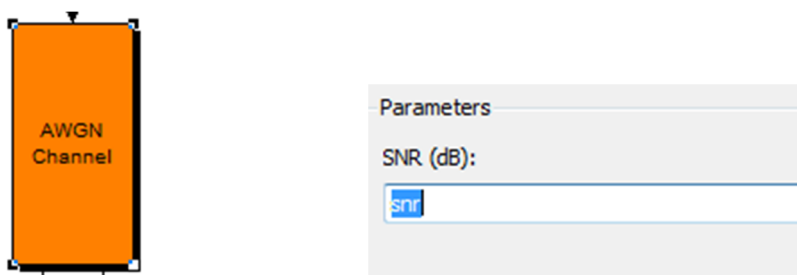 AWGN
Channel
Parameters
SNR (dB):
snr